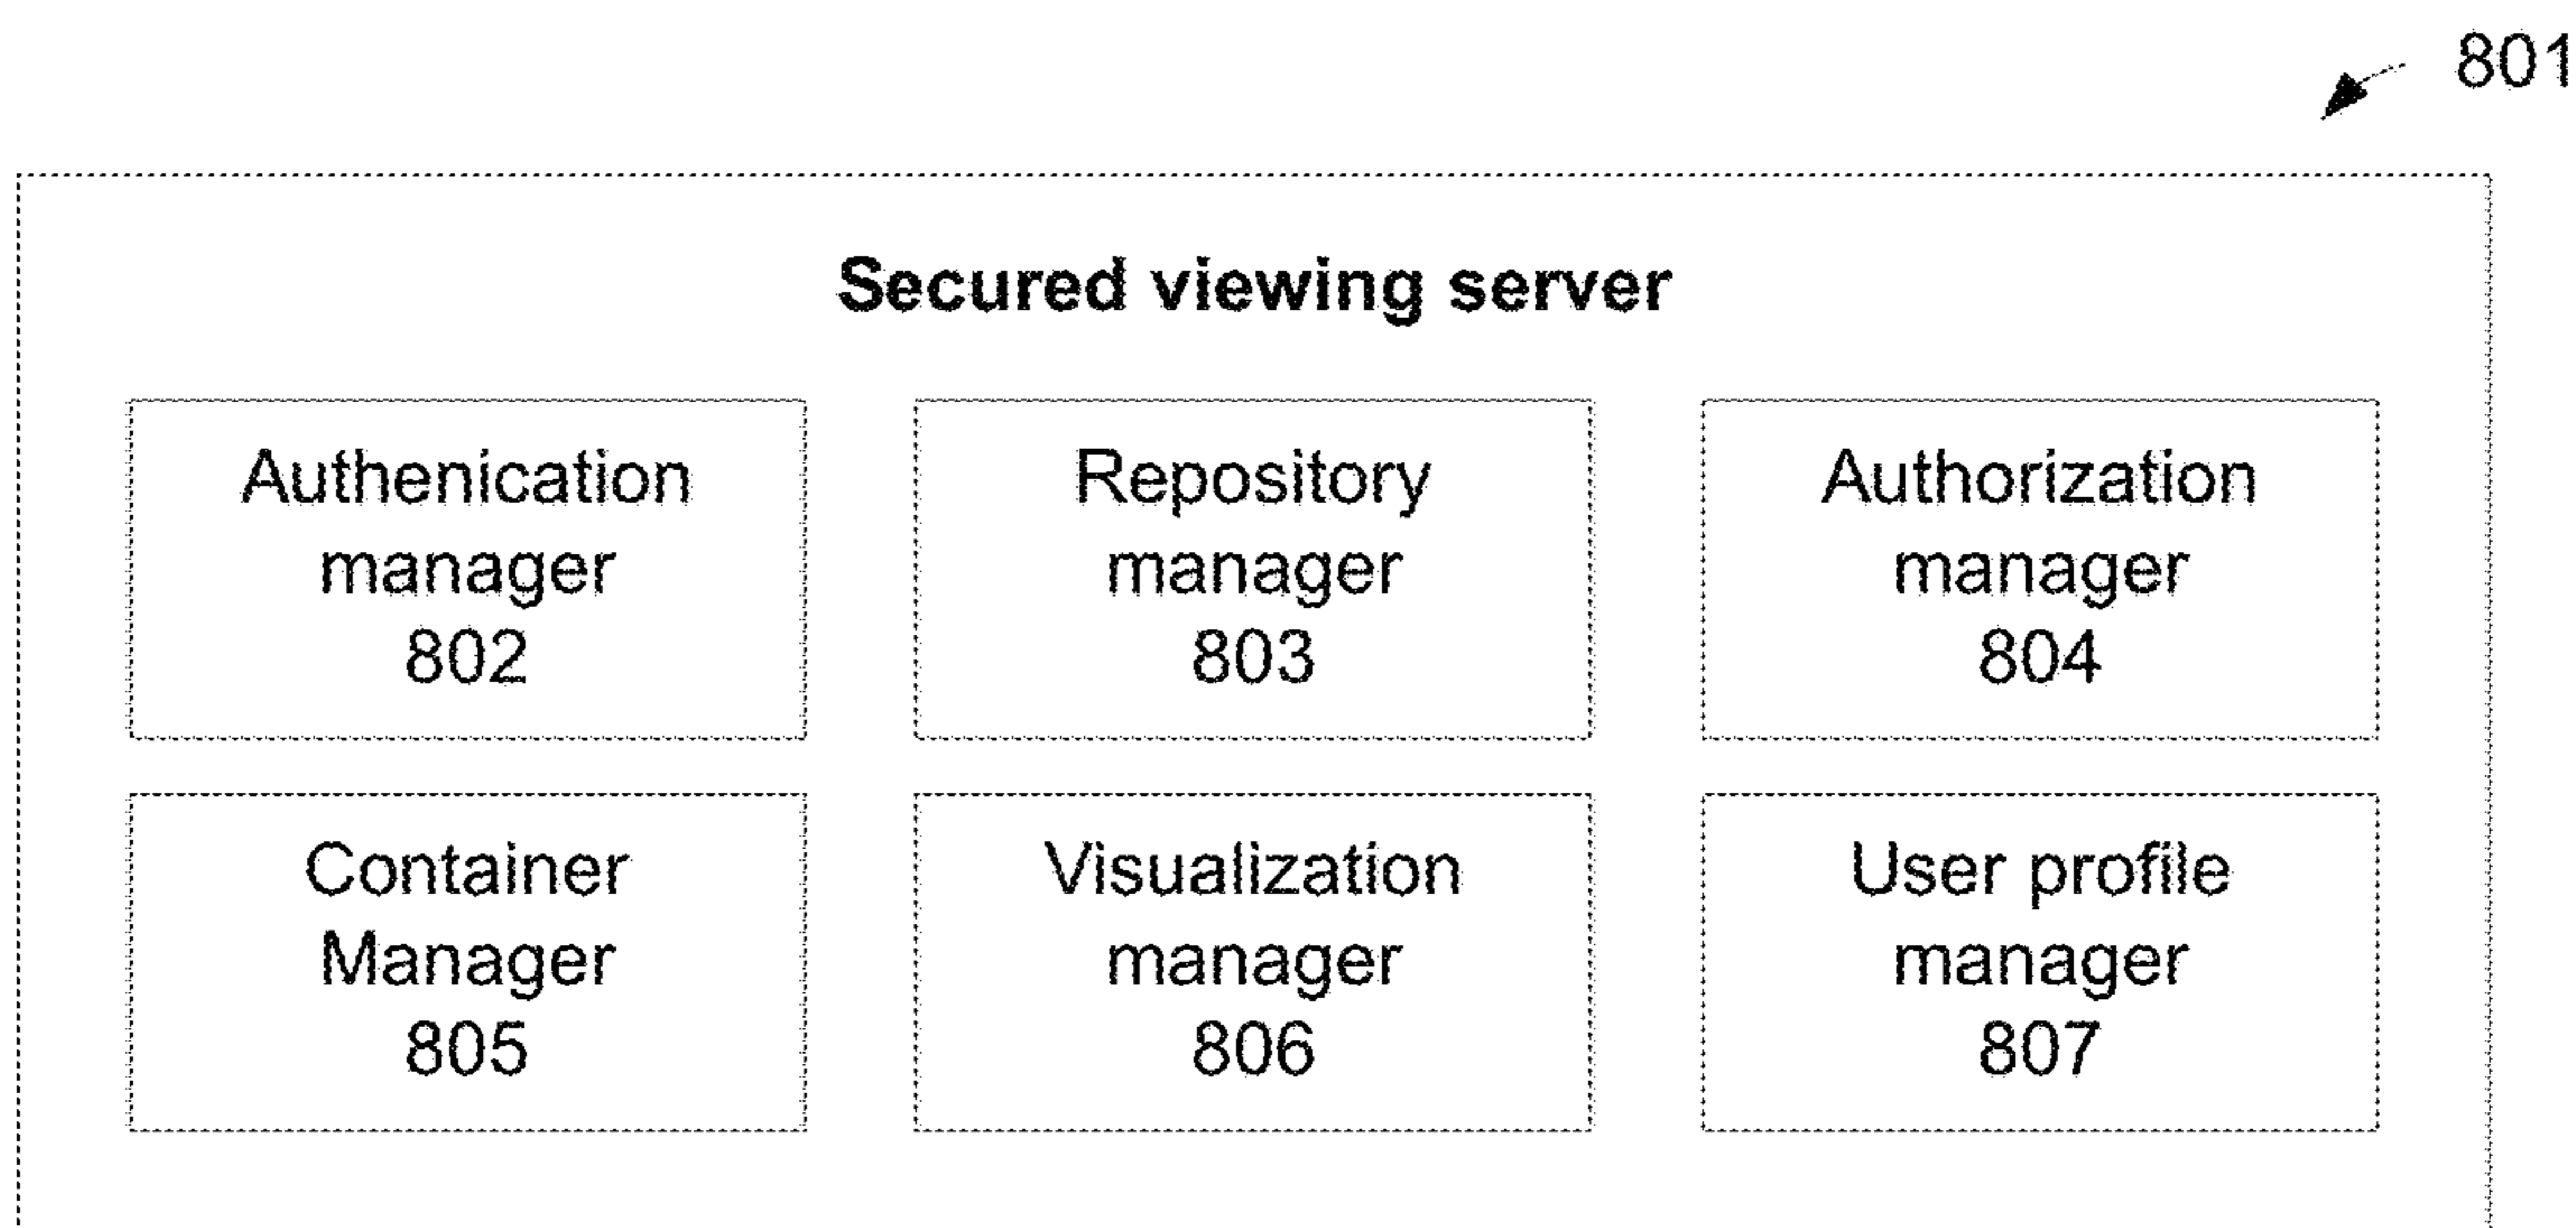 801
Secured viewing server
Authenication
manager
802
Repository
manager
803
Authorization
manager
804
Container
Manager
805
Visualization
manager
806
User profile
manager
807